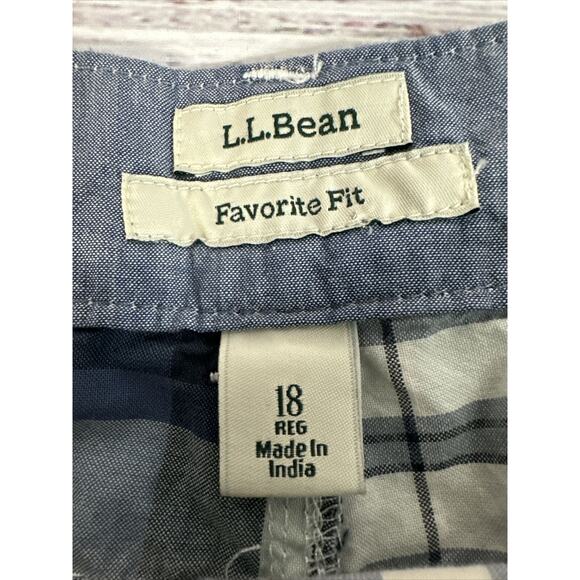 L.L.Bean
Favorite Fit
18
REG
Made In
India